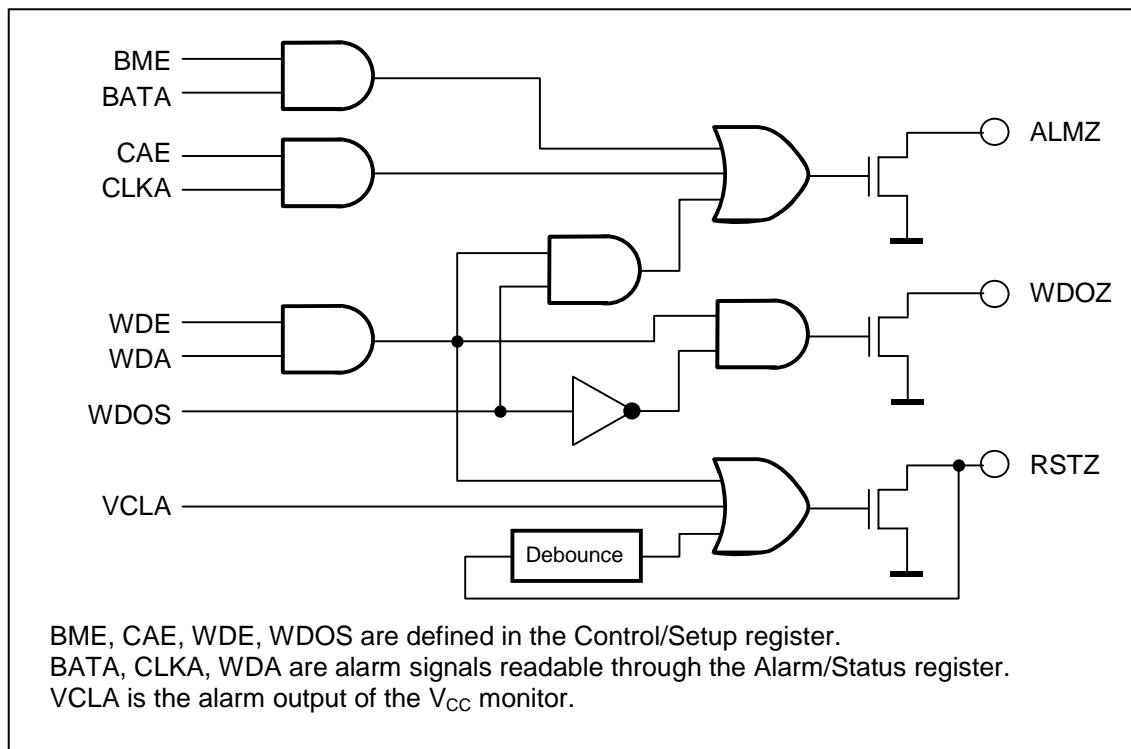 BME
BATA
ALMZ
CAE
CLKA
WDOZ
WDE
WDA
WDOS
RSTZ
VCLA
Debounce
BME, CAE, WDE, WDOS are defined in the Control/Setup register.
BATA, CLKA, WDA are alarm signals readable through the Alarm/Status register.
VCLA is the alarm output of the VCC monitor.